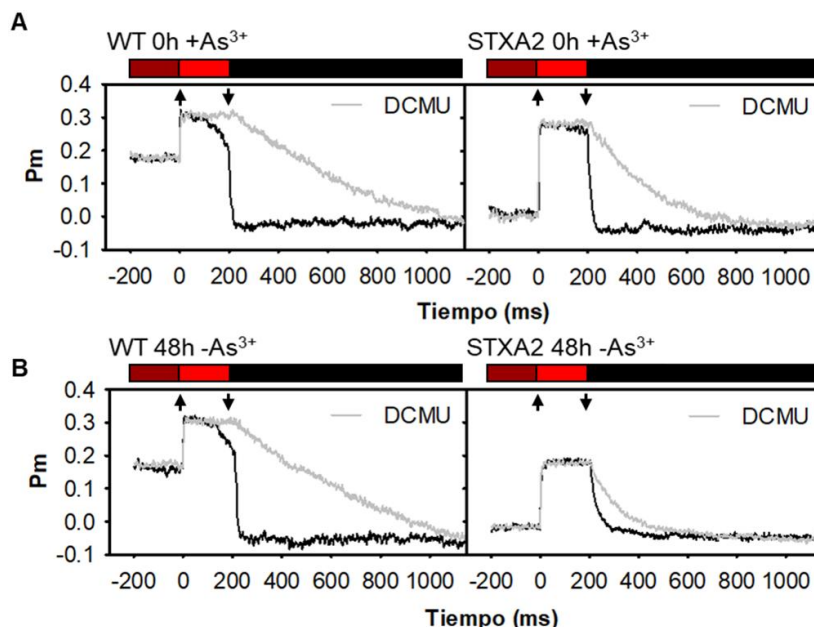 A
WT 0h +As³⁺
STXA2 0h +As³⁺
DCMU
DCMU
Pm
0.4
0.3
0.2
0.1
0.0
-0.1
-200 0 200 400 600 800 1000
-200 0 200 400 600 800 1000
Tiempo (ms)
B
WT 48h -As³⁺
STXA2 48h -As³⁺
DCMU
DCMU
Pm
0.4
0.3
0.2
0.1
0.0
-0.1
-200 0 200 400 600 800 1000
-200 0 200 400 600 800 1000
Tiempo (ms)